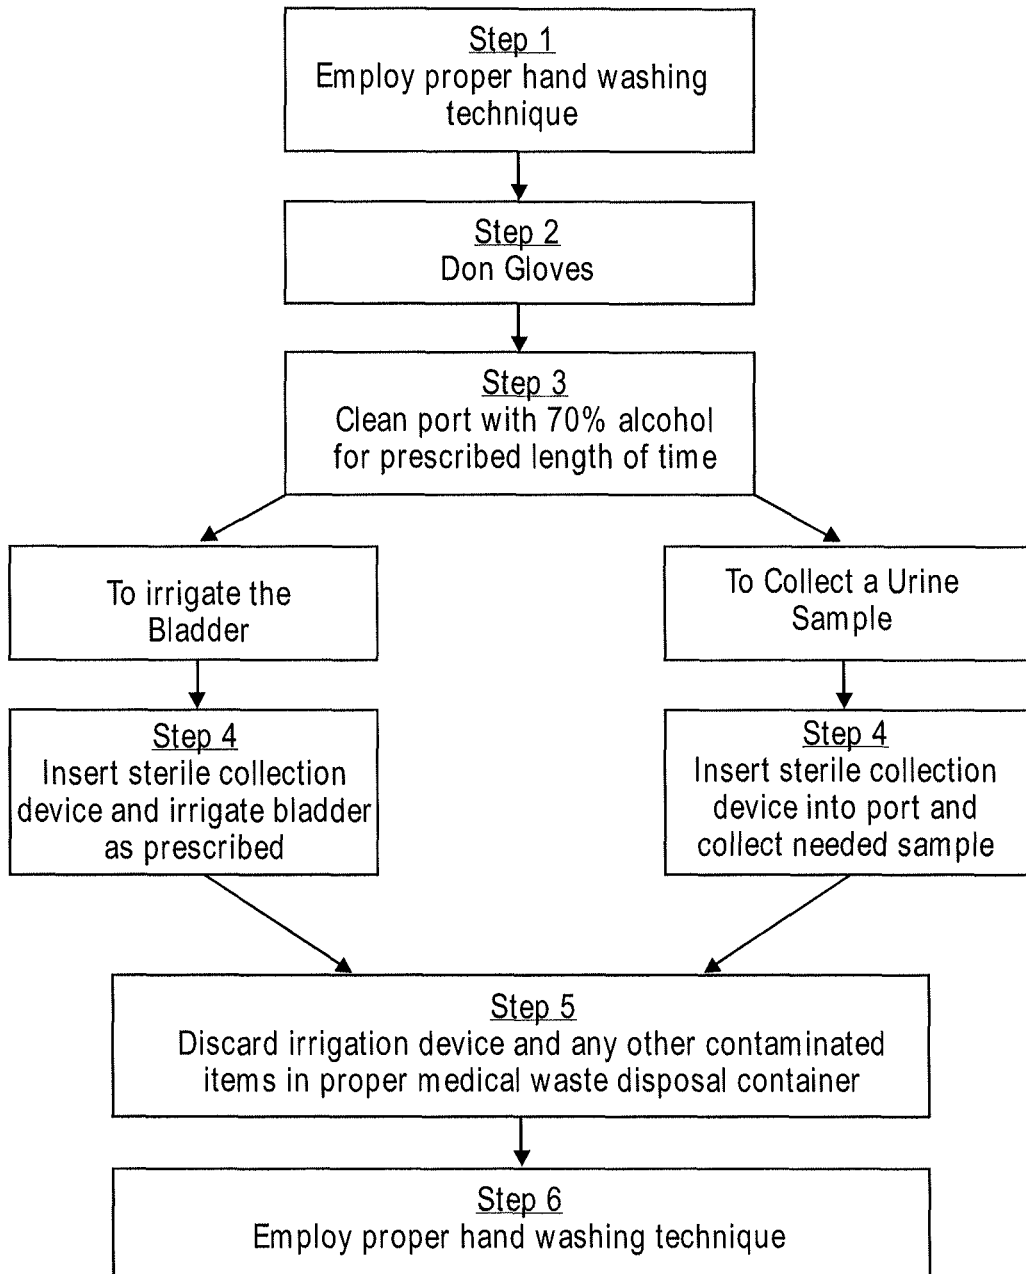 Step 1
Employ proper hand washing
technique
Step 2
Don Gloves
Step 3
Clean port with 70% alcohol
for prescribed length of time
To irrigate the
Bladder
To Collect a Urine
Sample
Step 4
Insert sterile collection
device and irrigate bladder
as prescribed
Step 4
Insert sterile collection
device into port and
collect needed sample
Step 5
Discard irrigation device and any other contaminated
items in proper medical waste disposal container
Step 6
Employ proper hand washing technique